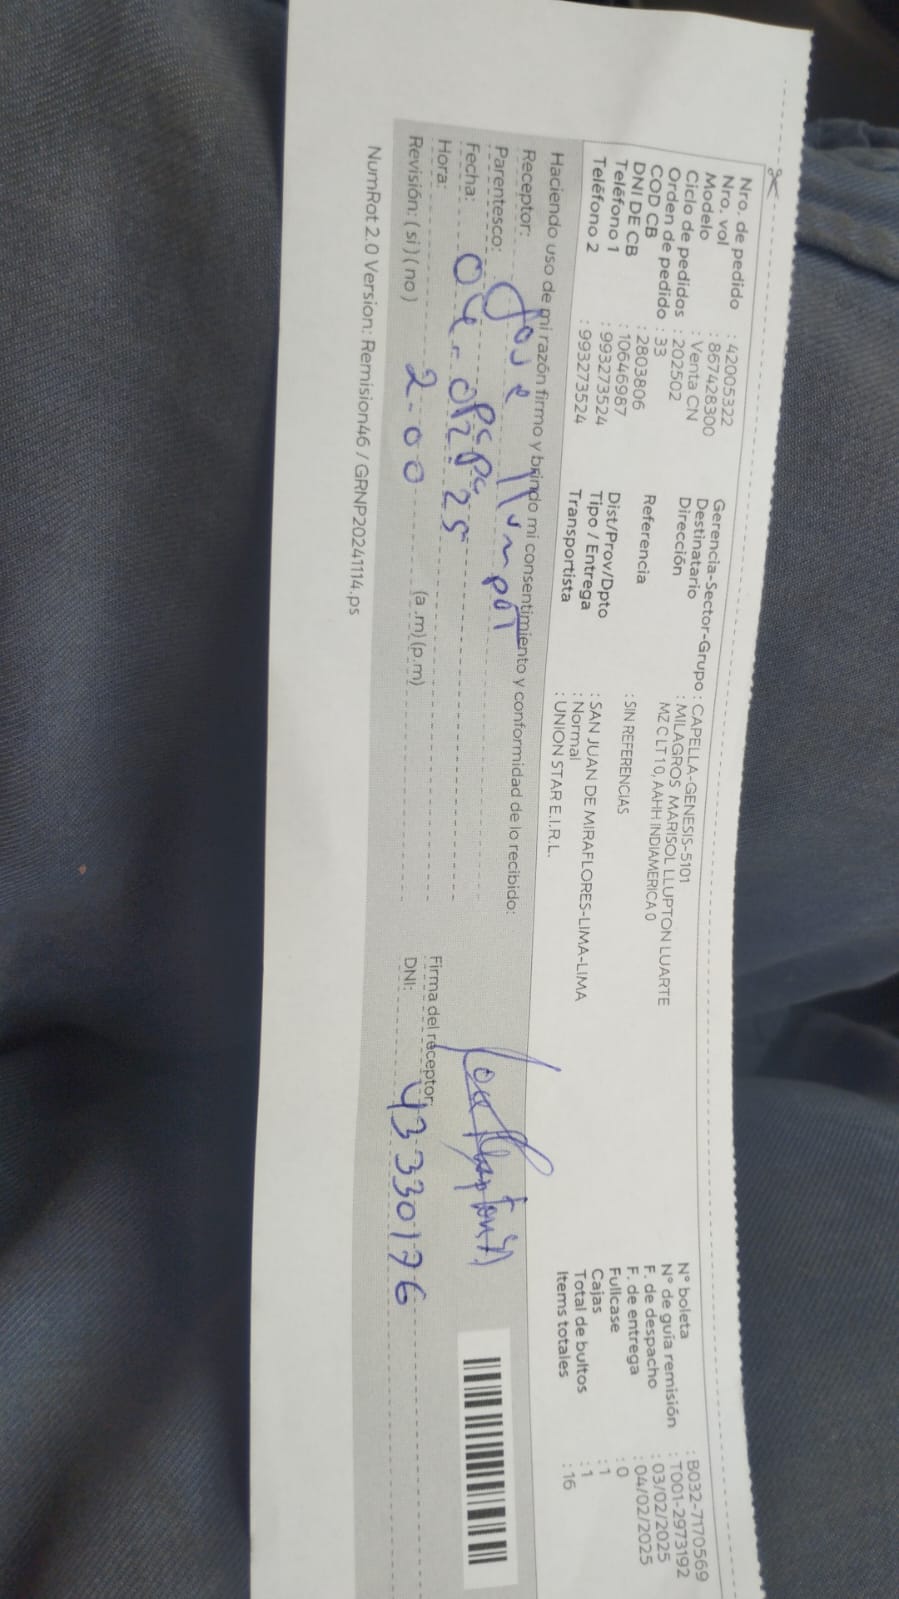 Nro. de pedido : 42005322
Nro. vol : 867428300
Modelo : Venta CN
Ciclo de pedidos : 202502
Orden de pedido : 33
COD CB : 2803806
DNI DE CB : 10646987
Teléfono 1 : 993273524
Teléfono 2 : 993273524
Gerencia-Sector-Grupo : CAPELLA-GENESIS-5101
Destinatario : MILAGROS MARISOL LLUPTON LUARTE
Dirección MZ C LT 10, AAHH INDIAMERICA 0
Referencia : SIN REFERENCIAS
Dist/Prov/Dpto : SAN JUAN DE MIRAFLORES-LIMA-LIMA
Tipo / Entrega : Normal
Transportista : UNION STAR E.I.R.L.
N° boleta : B032-7170569
N° de guía remisión : T001-2973192
F. de despacho : 03/02/2025
F. de entrega : 04/02/2025
Fullcase : 0
Cajas : 1
Total de bultos : 1
Items totales : 16
Haciendo uso de mi razón firmo y brindo mi consentimiento y conformidad de lo recibido:
Receptor: Jose
Parentesco:
Fecha: 04-
Hora: 2-00 (a.m) (p.m)
Revisión: ( si ) ( no )
Firma del receptor:
DNI: 43330176
NumRot 2.0 Version: Remision46 / GRNP20241114.ps